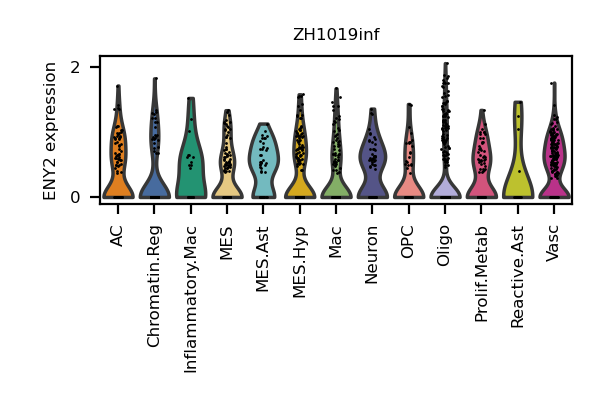 ZH1019inf
ENY2 expression
2
0
AC
Chromatin.Reg
Inflammatory.Mac
MES
MES.Ast
MES.Hyp
Mac
Neuron
OPC
Oligo
Prolif.Metab
Reactive.Ast
Vasc